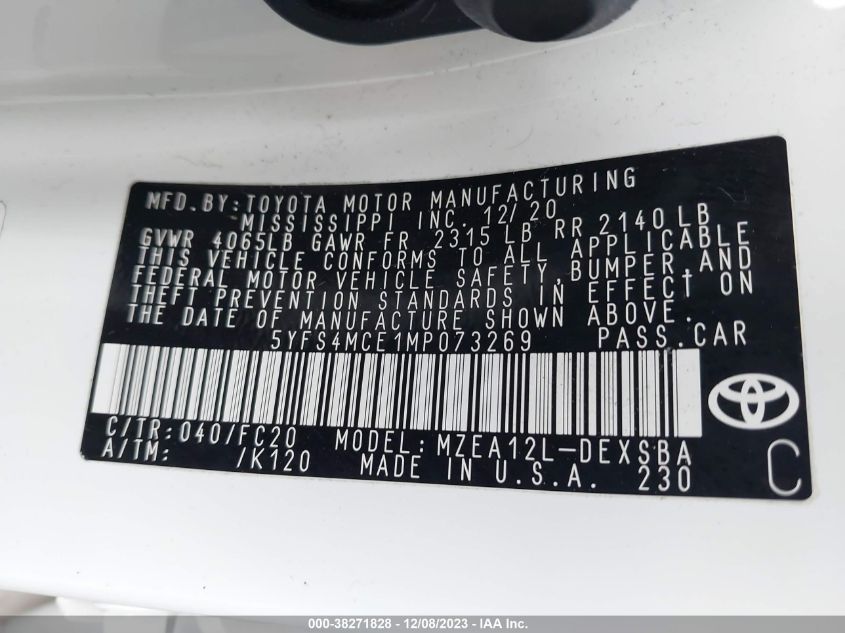 MFD. BY: TOYOTA MOTOR MANUFACTURING
MISSISSIPPI INC. 12/20
GVWR 4065LB GAWR FR 2315 LB RR 2140 LB
THIS VEHICLE CONFORMS TO ALL APPLICABLE
FEDERAL MOTOR VEHICLE SAFETY, BUMPER, AND
THEFT PREVENTION STANDARDS IN EFFECT ON
THE DATE OF MANUFACTURE SHOWN ABOVE.
5YFS4MCE1MP073269 PASS.CAR
C/TR: 040/FC20 MODEL: MZEA12L-DEXSBA
A/TM: /K120 MADE IN U.S.A. 230
C
000-38271828 - 12/08/2023 - IAA Inc.